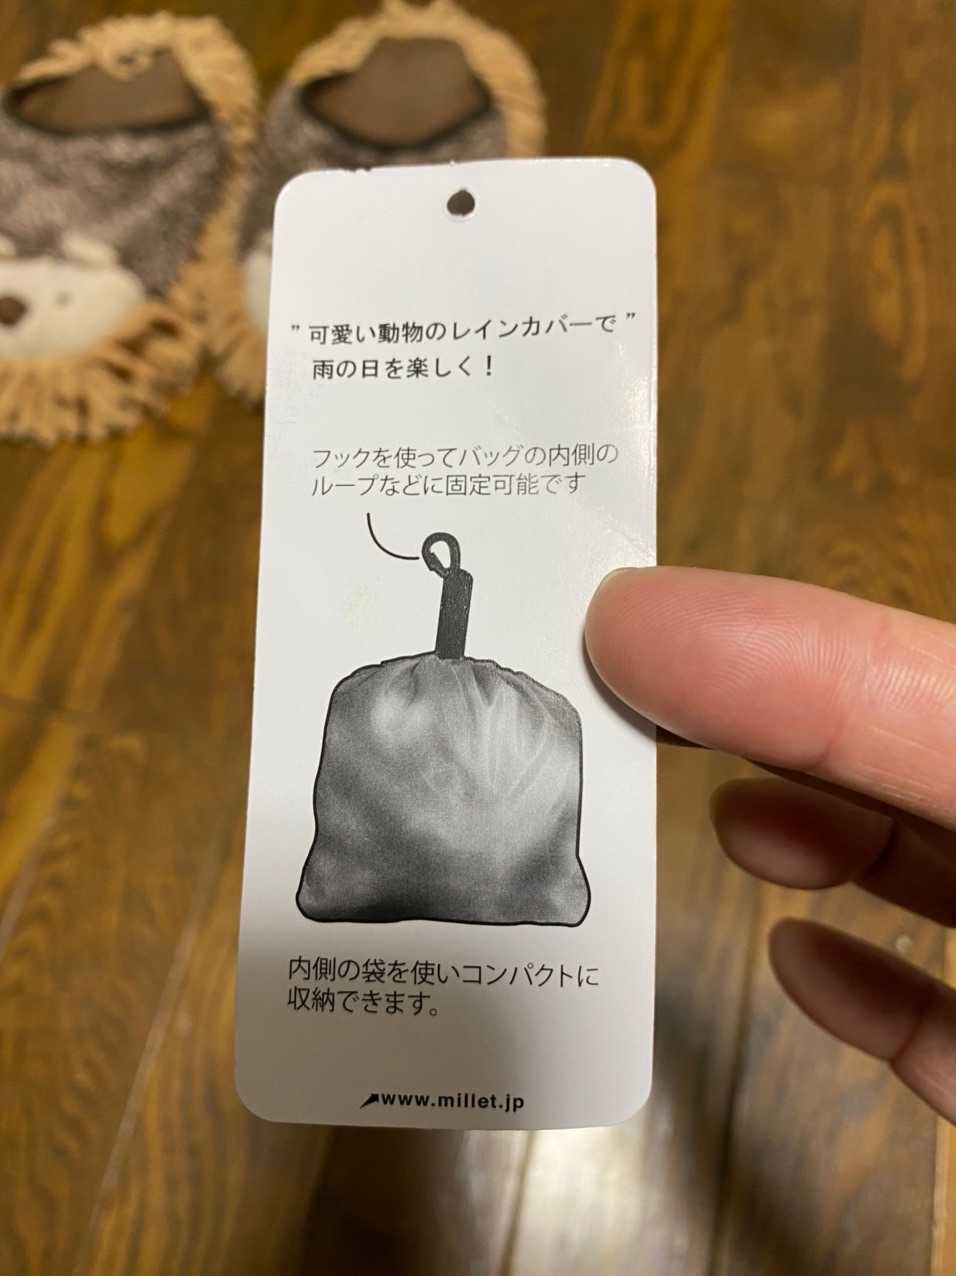 ”可愛い動物のレインカバーで”
雨の日を楽しく！
フックを使ってバッグの内側の
ループなどに固定可能です
内側の袋を使いコンパクトに
収納できます。
www.millet.jp